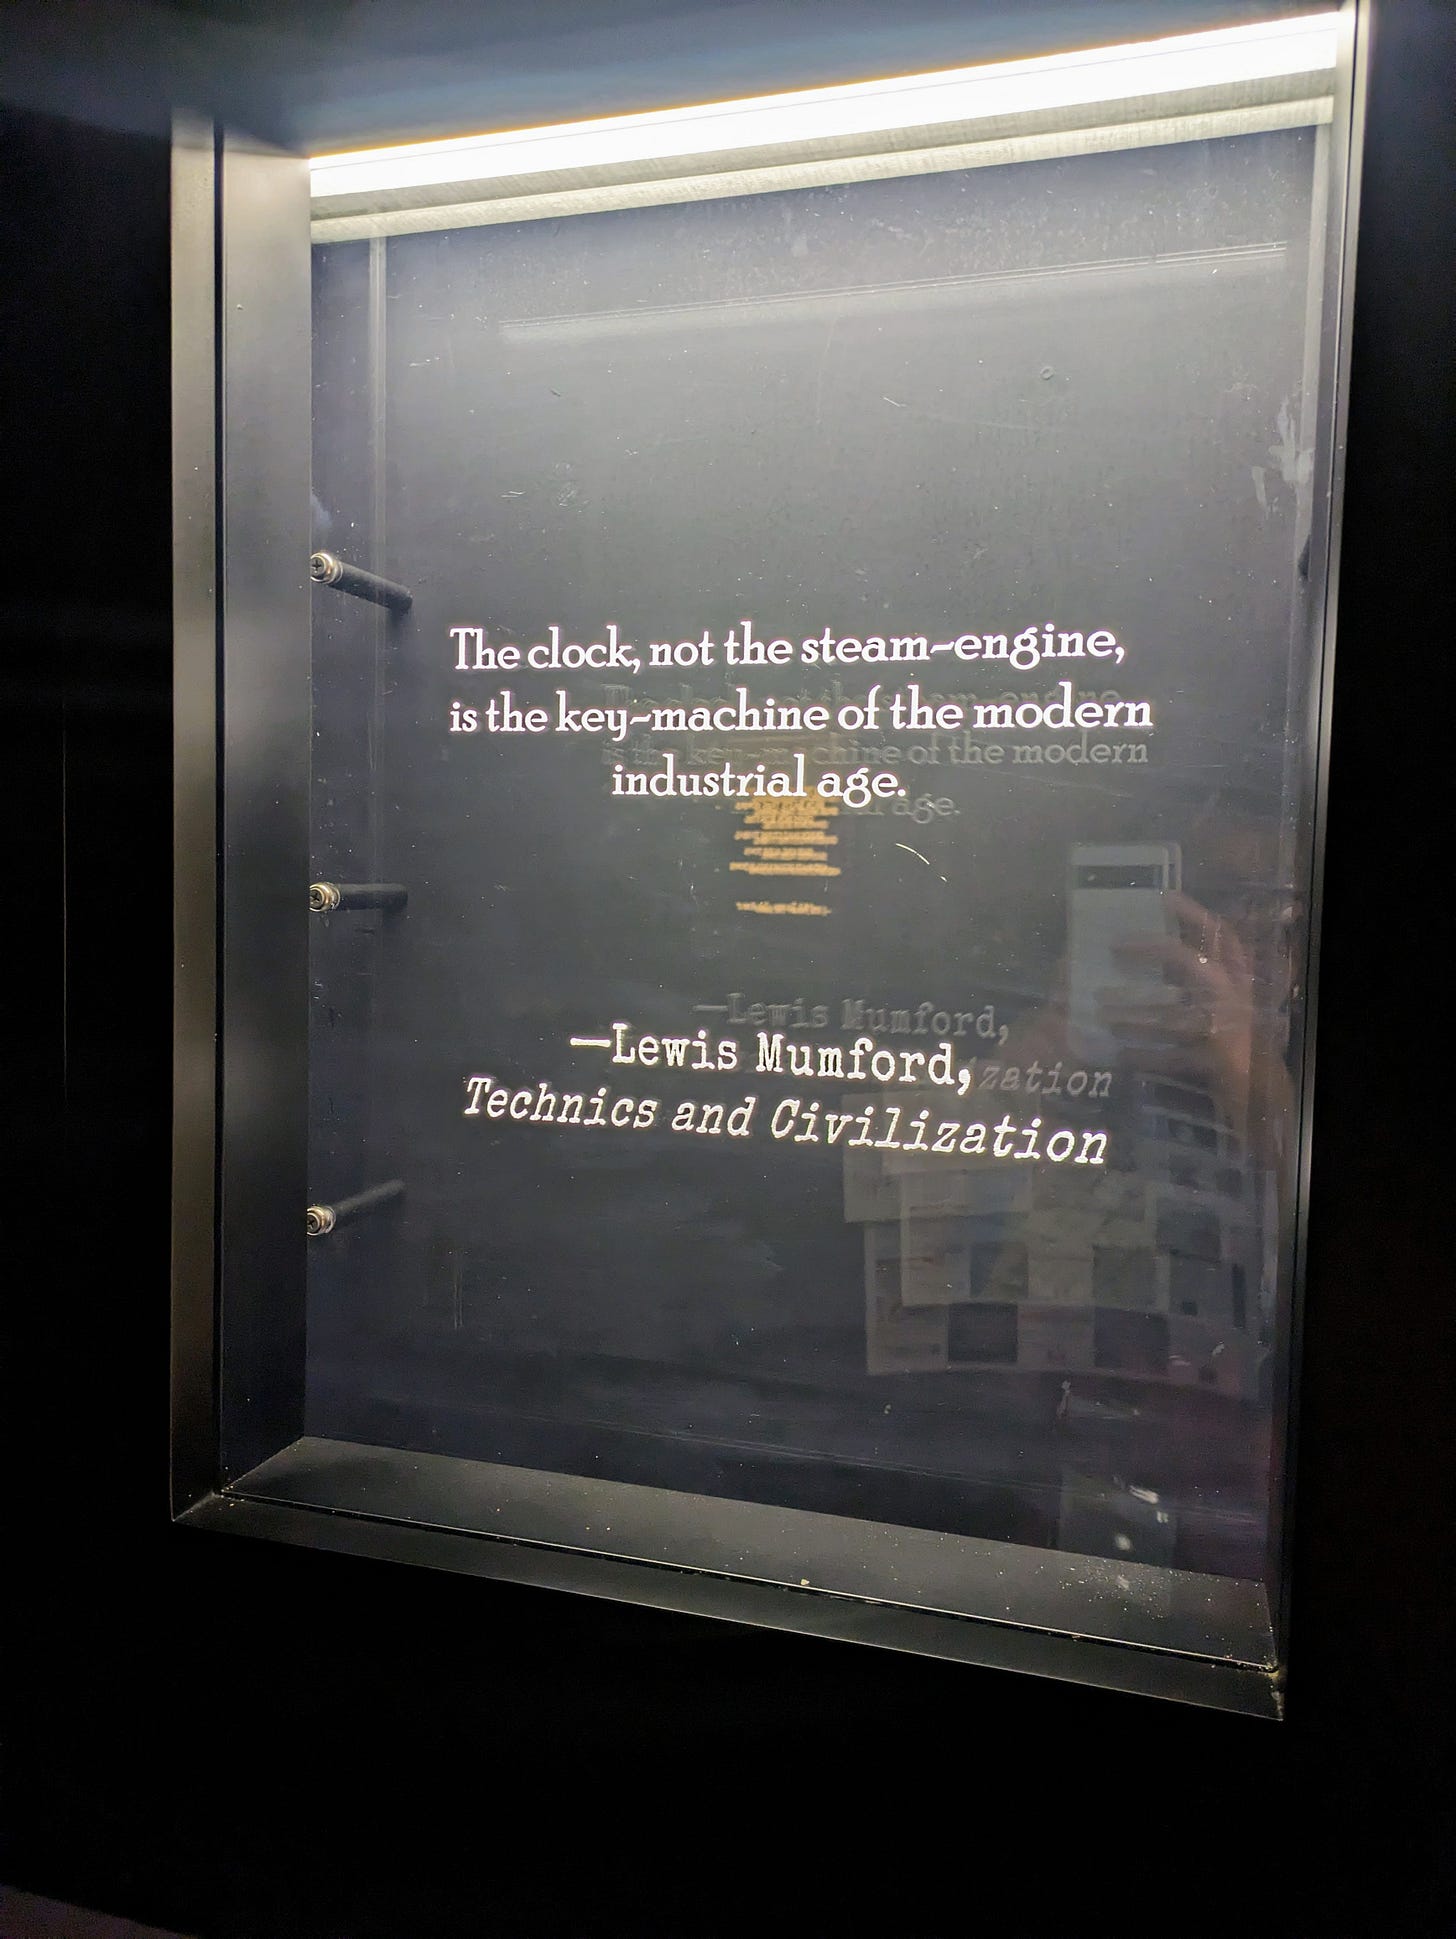 The clock, not the steam-engine,
is the key-machine of the modern
industrial age.
—Lewis Mumford,
Technics and Civilization